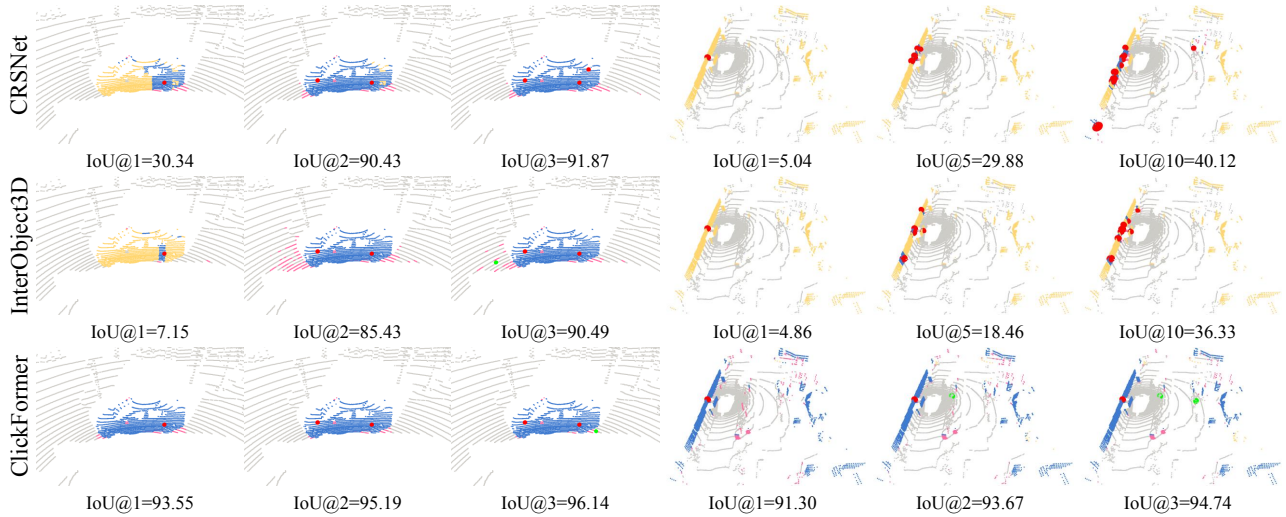 CRSNet
IoU@1=30.34 IoU@2=90.43 IoU@3=91.87 IoU@1=5.04 IoU@5=29.88 IoU@10=40.12
InterObject3D
IoU@1=7.15 IoU@2=85.43 IoU@3=90.49 IoU@1=4.86 IoU@5=18.46 IoU@10=36.33
ClickFormer
IoU@1=93.55 IoU@2=95.19 IoU@3=96.14 IoU@1=91.30 IoU@2=93.67 IoU@3=94.74